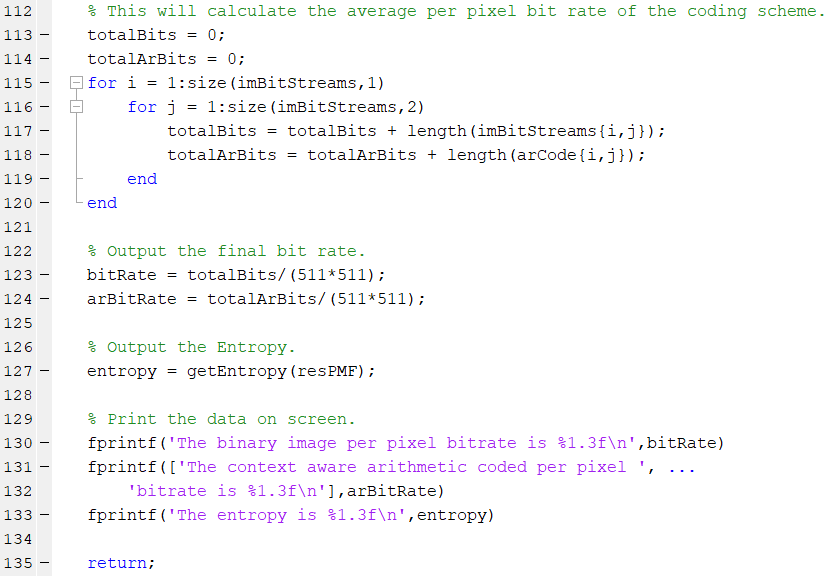 112 % This will calculate the average per pixel bit rate of the coding scheme.
113 – totalBits = 0;
114 – totalArBits = 0;
115 – for i = 1:size(imBitStreams,1)
116 – for j = 1:size(imBitStreams,2)
117 – totalBits = totalBits + length(imBitStreams{i,j});
118 – totalArBits = totalArBits + length(arCode{i,j});
119 – end
120 – end
121
122 % Output the final bit rate.
123 – bitRate = totalBits/(511*511);
124 – arBitRate = totalArBits/(511*511);
125
126 % Output the Entropy.
127 – entropy = getEntropy(resPMF);
128
129 % Print the data on screen.
130 – fprintf('The binary image per pixel bitrate is %1.3f\n',bitRate)
131 – fprintf(['The context aware arithmetic coded per pixel ', ...
132 'bitrate is %1.3f\n'],arBitRate)
133 – fprintf('The entropy is %1.3f\n',entropy)
134
135 – return;